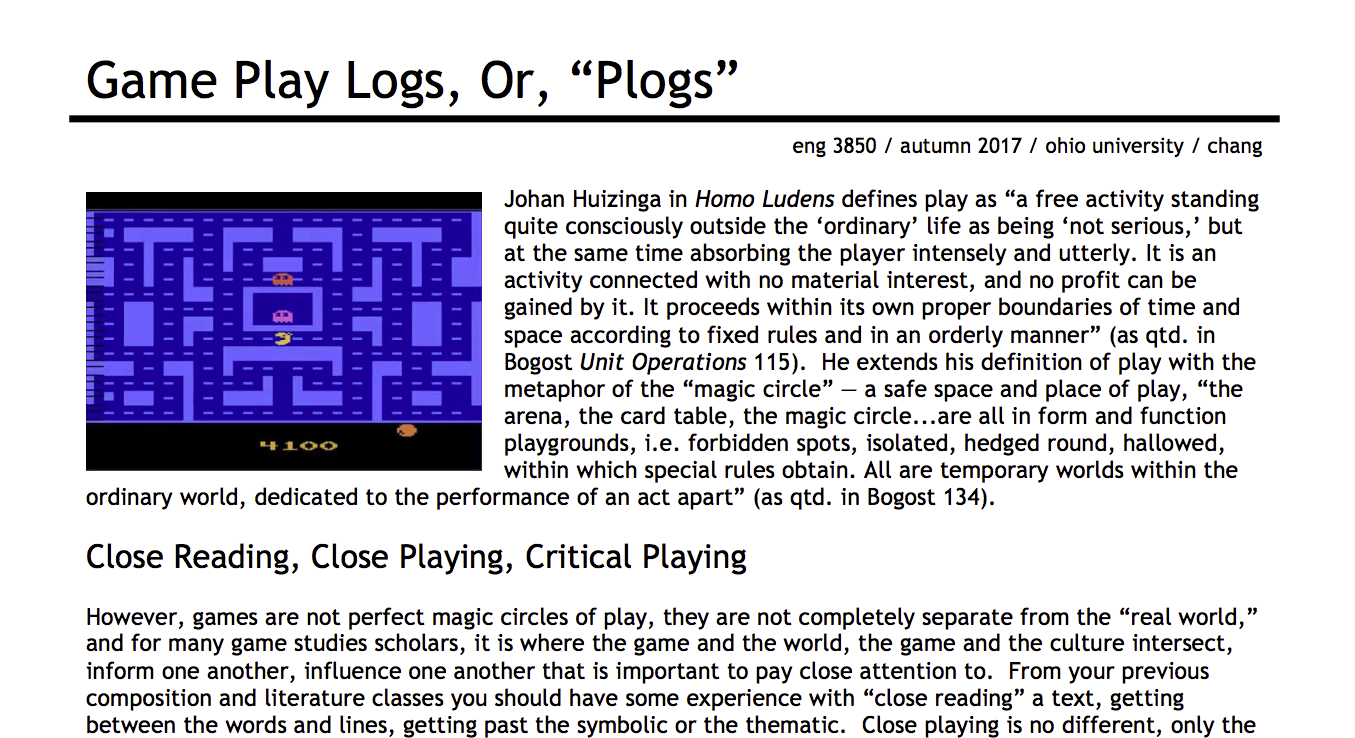 Game Play Logs, Or, “Plogs”
eng 3850 / autumn 2017 / ohio university / chang
Johan Huizinga in Homo Ludens defines play as “a free activity standing
quite consciously outside the ‘ordinary’ life as being ‘not serious,’ but
at the same time absorbing the player intensely and utterly. It is an
activity connected with no material interest, and no profit can be
gained by it. It proceeds within its own proper boundaries of time and
space according to fixed rules and in an orderly manner” (as qtd. in
Bogost Unit Operations 115).  He extends his definition of play with the
metaphor of the “magic circle” — a safe space and place of play, “the
arena, the card table, the magic circle...are all in form and function
playgrounds, i.e. forbidden spots, isolated, hedged round, hallowed,
within which special rules obtain. All are temporary worlds within the
ordinary world, dedicated to the performance of an act apart” (as qtd. in Bogost 134).
4100
Close Reading, Close Playing, Critical Playing
However, games are not perfect magic circles of play, they are not completely separate from the “real world,”
and for many game studies scholars, it is where the game and the world, the game and the culture intersect,
inform one another, influence one another that is important to pay close attention to.  From your previous
composition and literature classes you should have some experience with “close reading” a text, getting
between the words and lines, getting past the symbolic or the thematic.  Close playing is no different, only the